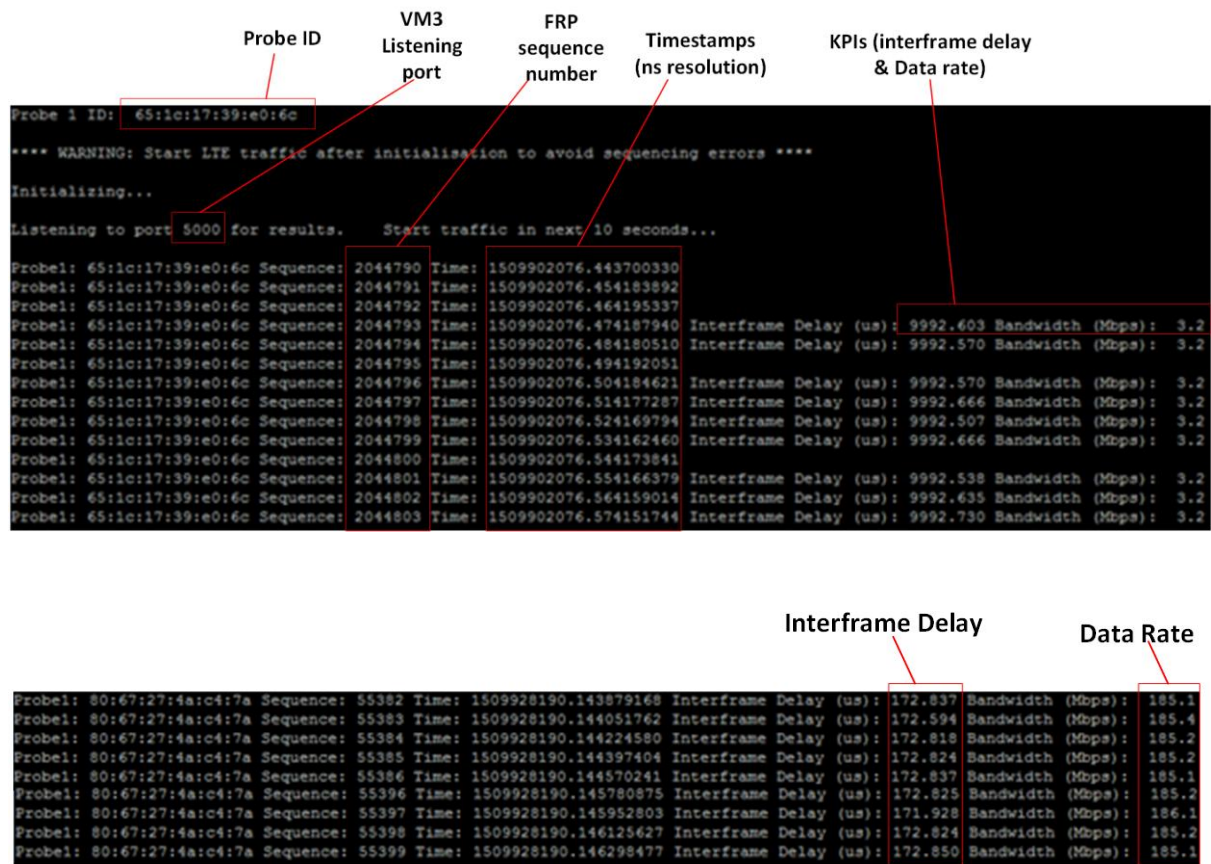 Probe ID
VM3
Listening
port
FRP
sequence
number
Timestamps
(ns resolution)
KPIs (interframe delay
& Data rate)
Probe 1 ID: 65:1c:17:39:e0:6c
**** WARNING: Start LTE traffic after initialisation to avoid sequencing errors ****
Initializing...
Listening to port 5000 for results. Start traffic in next 10 seconds...
Probe1: 65:1c:17:39:e0:6c Sequence: 2044790 Time: 1509902076.443700330
Probe1: 65:1c:17:39:e0:6c Sequence: 2044791 Time: 1509902076.454183892
Probe1: 65:1c:17:39:e0:6c Sequence: 2044792 Time: 1509902076.464195337
Probe1: 65:1c:17:39:e0:6c Sequence: 2044793 Time: 1509902076.474187940 Interframe Delay (us): 9992.603 Bandwidth (Mbps): 3.2
Probe1: 65:1c:17:39:e0:6c Sequence: 2044794 Time: 1509902076.484180510 Interframe Delay (us): 9992.570 Bandwidth (Mbps): 3.2
Probe1: 65:1c:17:39:e0:6c Sequence: 2044795 Time: 1509902076.494192051
Probe1: 65:1c:17:39:e0:6c Sequence: 2044796 Time: 1509902076.504184621 Interframe Delay (us): 9992.570 Bandwidth (Mbps): 3.2
Probe1: 65:1c:17:39:e0:6c Sequence: 2044797 Time: 1509902076.514177287 Interframe Delay (us): 9992.666 Bandwidth (Mbps): 3.2
Probe1: 65:1c:17:39:e0:6c Sequence: 2044798 Time: 1509902076.524169794 Interframe Delay (us): 9992.507 Bandwidth (Mbps): 3.2
Probe1: 65:1c:17:39:e0:6c Sequence: 2044799 Time: 1509902076.534162460 Interframe Delay (us): 9992.666 Bandwidth (Mbps): 3.2
Probe1: 65:1c:17:39:e0:6c Sequence: 2044800 Time: 1509902076.544173841
Probe1: 65:1c:17:39:e0:6c Sequence: 2044801 Time: 1509902076.554166379 Interframe Delay (us): 9992.538 Bandwidth (Mbps): 3.2
Probe1: 65:1c:17:39:e0:6c Sequence: 2044802 Time: 1509902076.564159014 Interframe Delay (us): 9992.635 Bandwidth (Mbps): 3.2
Probe1: 65:1c:17:39:e0:6c Sequence: 2044803 Time: 1509902076.574151744 Interframe Delay (us): 9992.730 Bandwidth (Mbps): 3.2
Interframe Delay
Data Rate
Probe1: 80:67:27:4a:c4:7a Sequence: 55382 Time: 1509928190.143879168 Interframe Delay (us): 172.837 Bandwidth (Mbps): 185.1
Probe1: 80:67:27:4a:c4:7a Sequence: 55383 Time: 1509928190.144051762 Interframe Delay (us): 172.594 Bandwidth (Mbps): 185.4
Probe1: 80:67:27:4a:c4:7a Sequence: 55384 Time: 1509928190.144224580 Interframe Delay (us): 172.818 Bandwidth (Mbps): 185.2
Probe1: 80:67:27:4a:c4:7a Sequence: 55385 Time: 1509928190.144397404 Interframe Delay (us): 172.824 Bandwidth (Mbps): 185.2
Probe1: 80:67:27:4a:c4:7a Sequence: 55386 Time: 1509928190.144570241 Interframe Delay (us): 172.837 Bandwidth (Mbps): 185.1
Probe1: 80:67:27:4a:c4:7a Sequence: 55396 Time: 1509928190.145780875 Interframe Delay (us): 172.825 Bandwidth (Mbps): 185.2
Probe1: 80:67:27:4a:c4:7a Sequence: 55397 Time: 1509928190.145952803 Interframe Delay (us): 171.928 Bandwidth (Mbps): 186.1
Probe1: 80:67:27:4a:c4:7a Sequence: 55398 Time: 1509928190.146125627 Interframe Delay (us): 172.824 Bandwidth (Mbps): 185.2
Probe1: 80:67:27:4a:c4:7a Sequence: 55399 Time: 1509928190.146298477 Interframe Delay (us): 172.850 Bandwidth (Mbps): 185.1